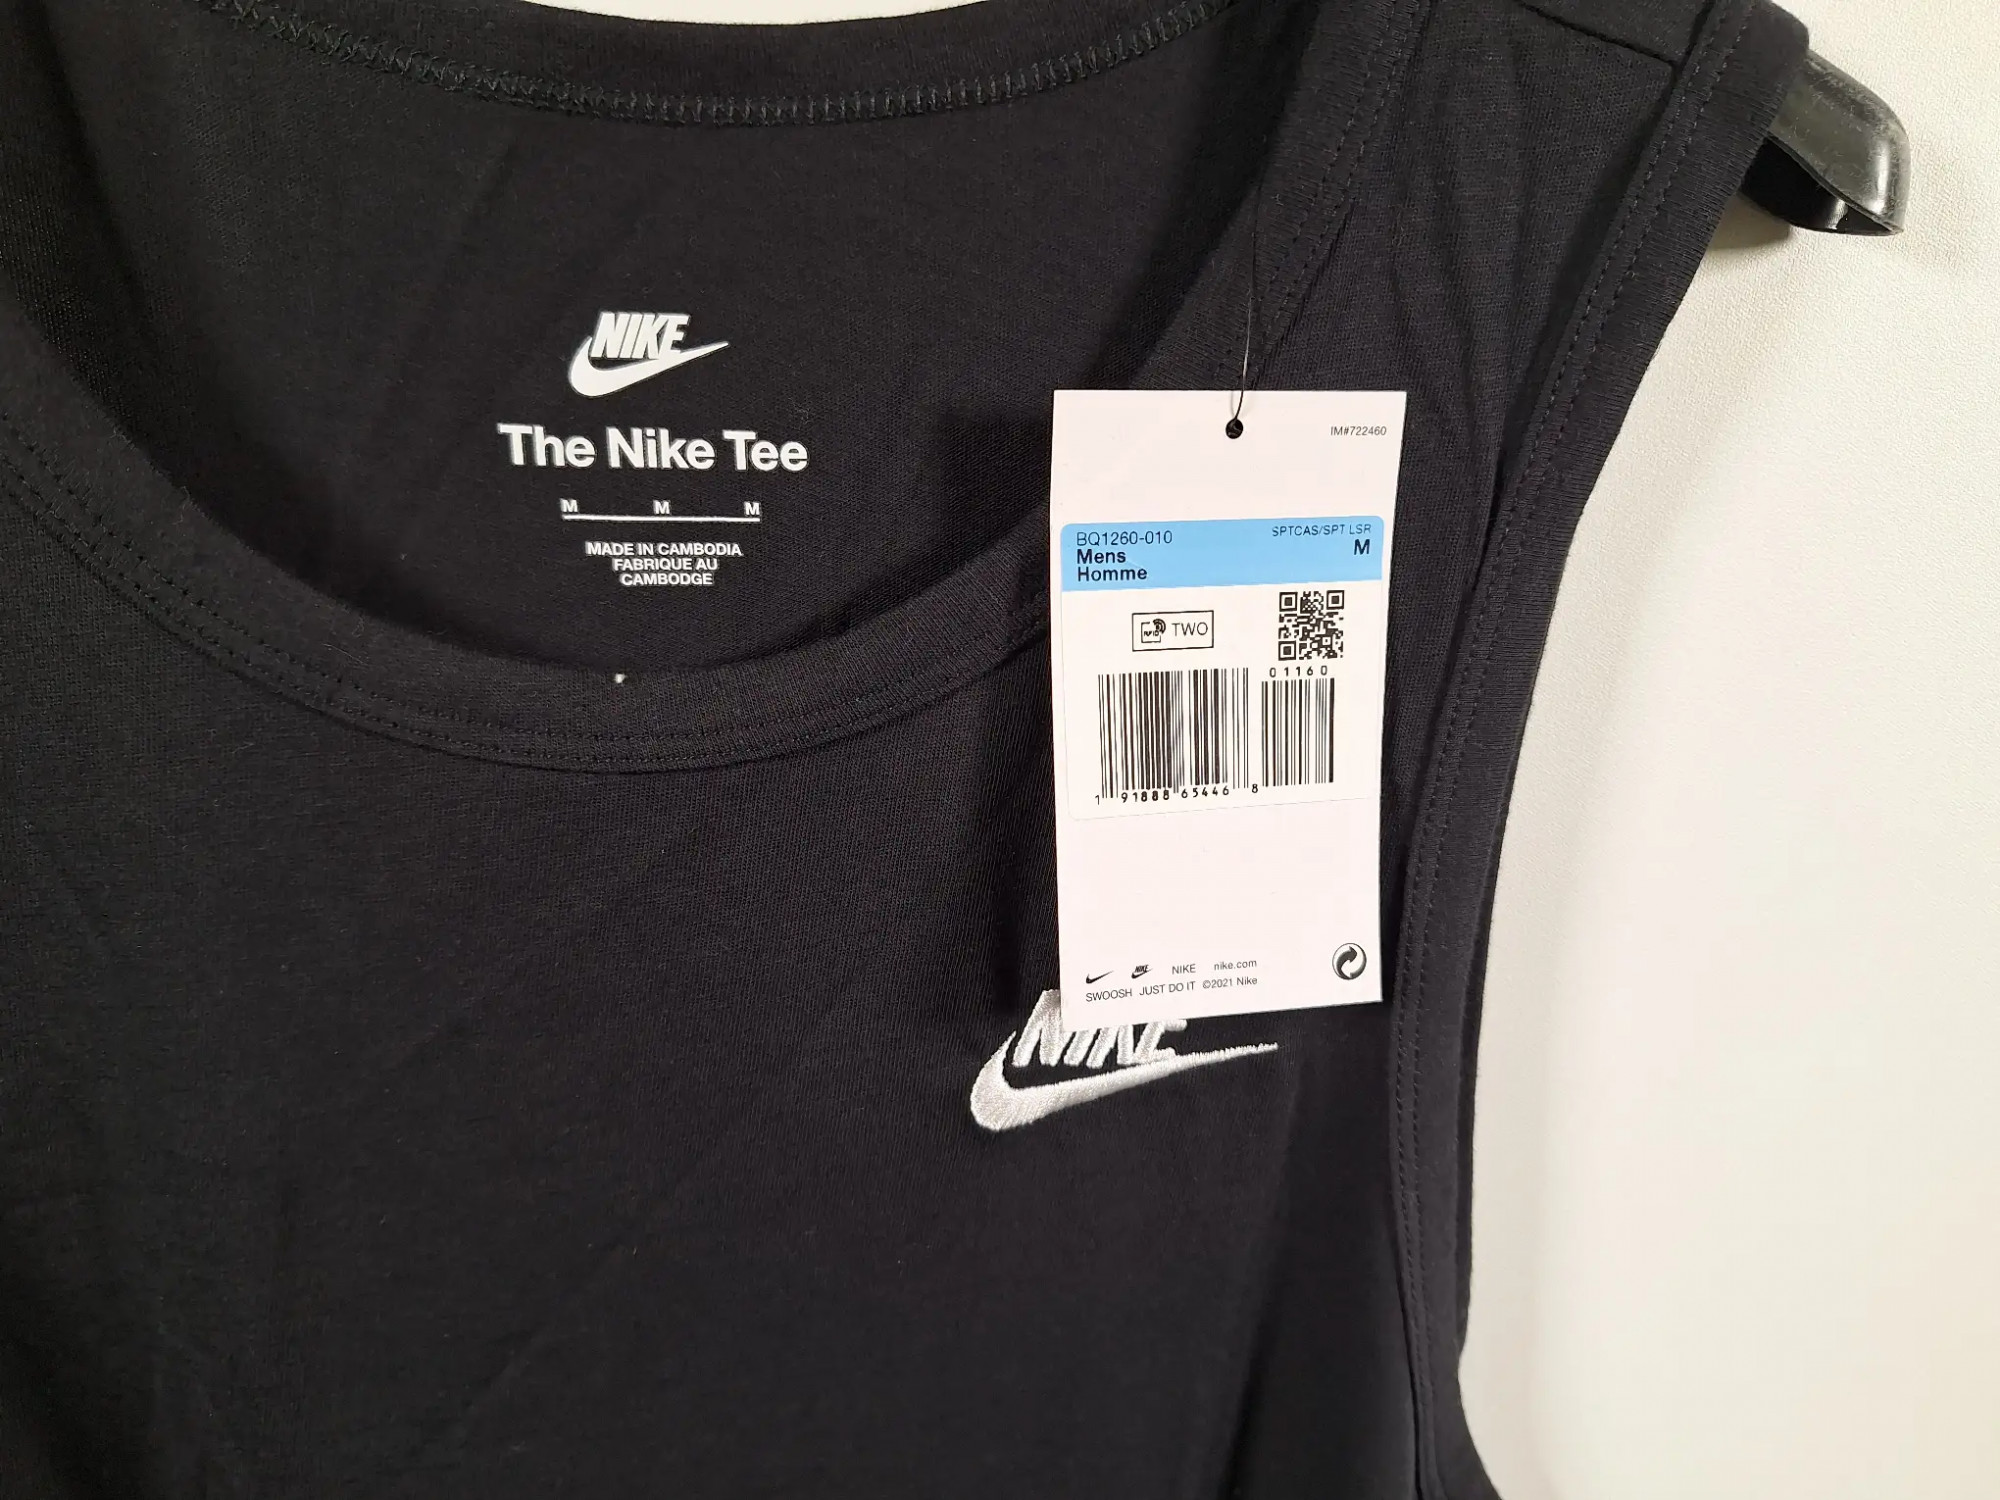 NIKE
The Nike Tee
M M M
MADE IN CAMBODIA
FABRIQUE AU
CAMBODGE
IM#722460
BQ1260-010 SPTCAS/SPT LSR
Mens M
Homme
TWO
01160
1 91888 65446 8
NIKE NIKE nike.com
SWOOSH JUST DO IT ©2021 Nike
NIKE